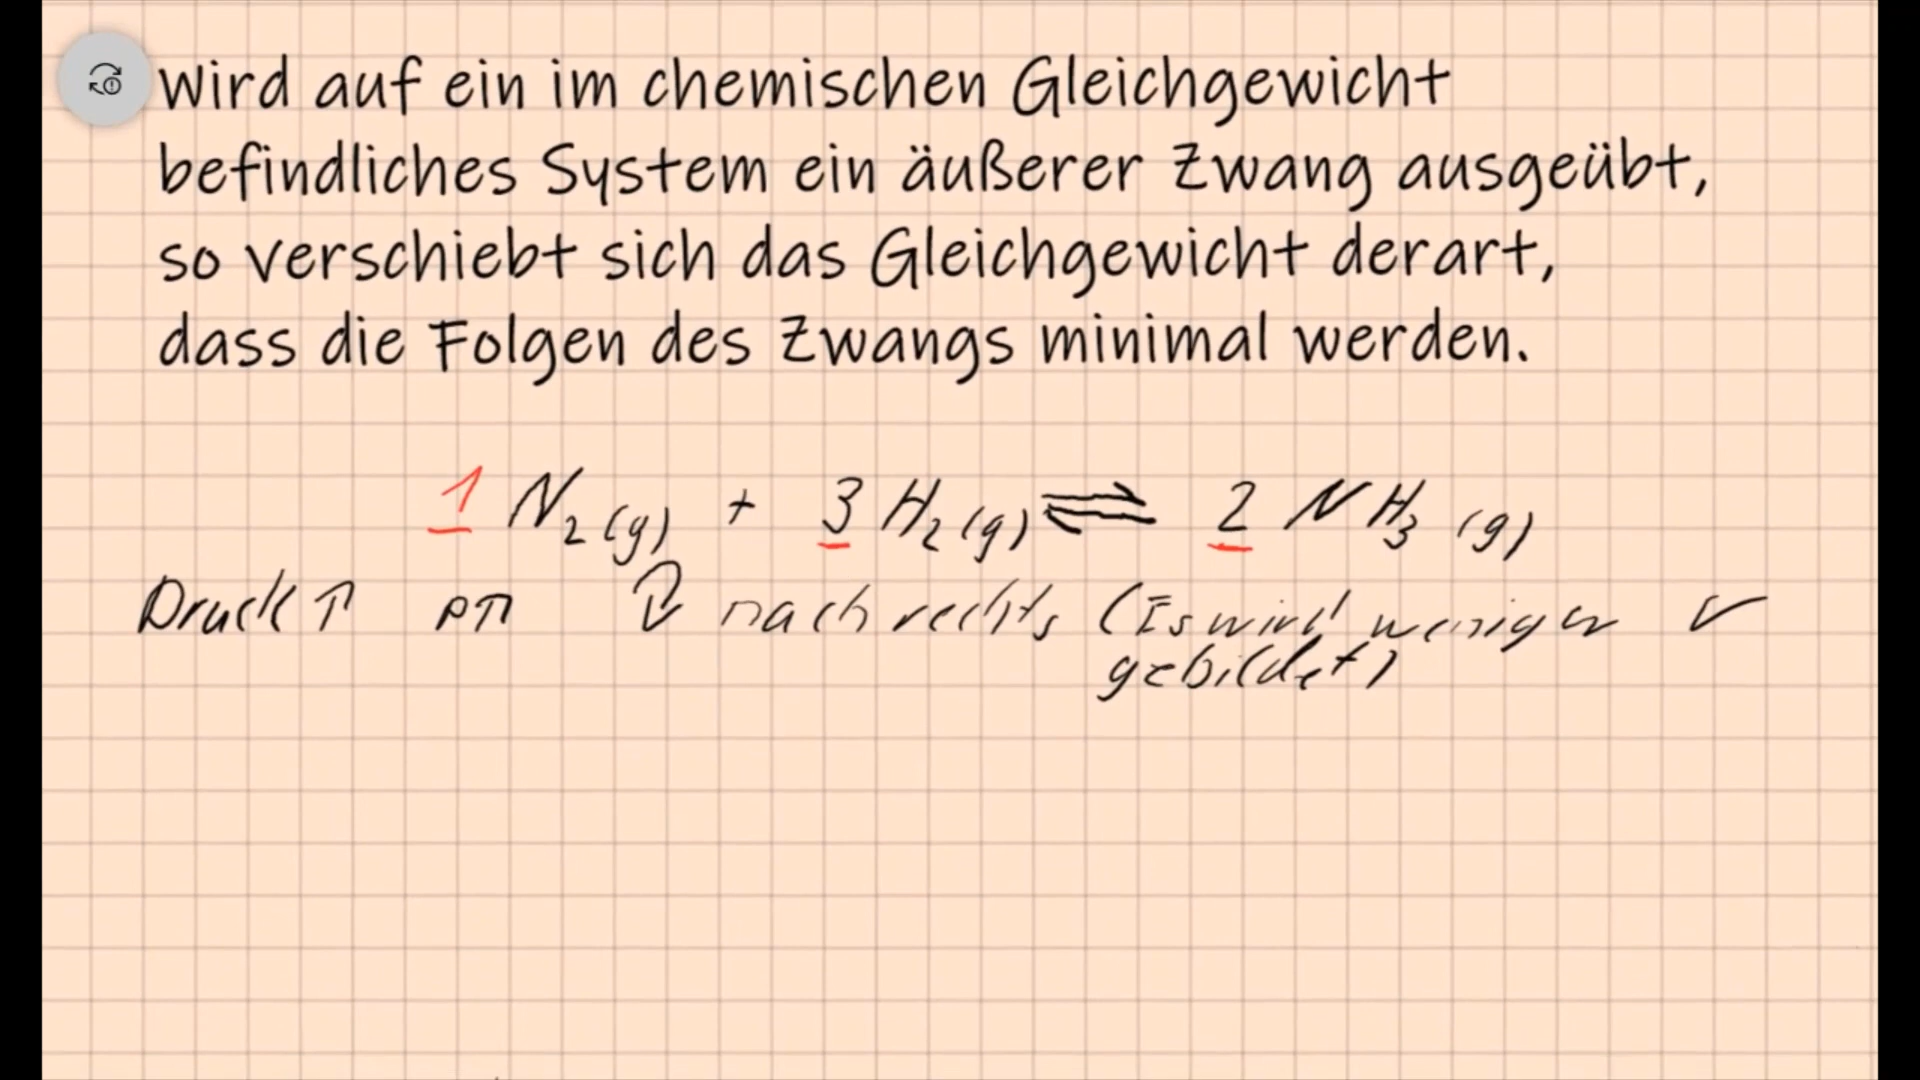 Wird auf ein im chemischen Gleichgewicht
befindliches System ein äußerer Zwang ausgeübt,
so verschiebt sich das Gleichgewicht derart,
dass die Folgen des Zwangs minimal werden.
1 N₂ (g) + 3 H₂ (g) ⇌ 2 NH₃ (g)
Druck ↑ p↑ nach rechts (Es wird weniger
gebildet)